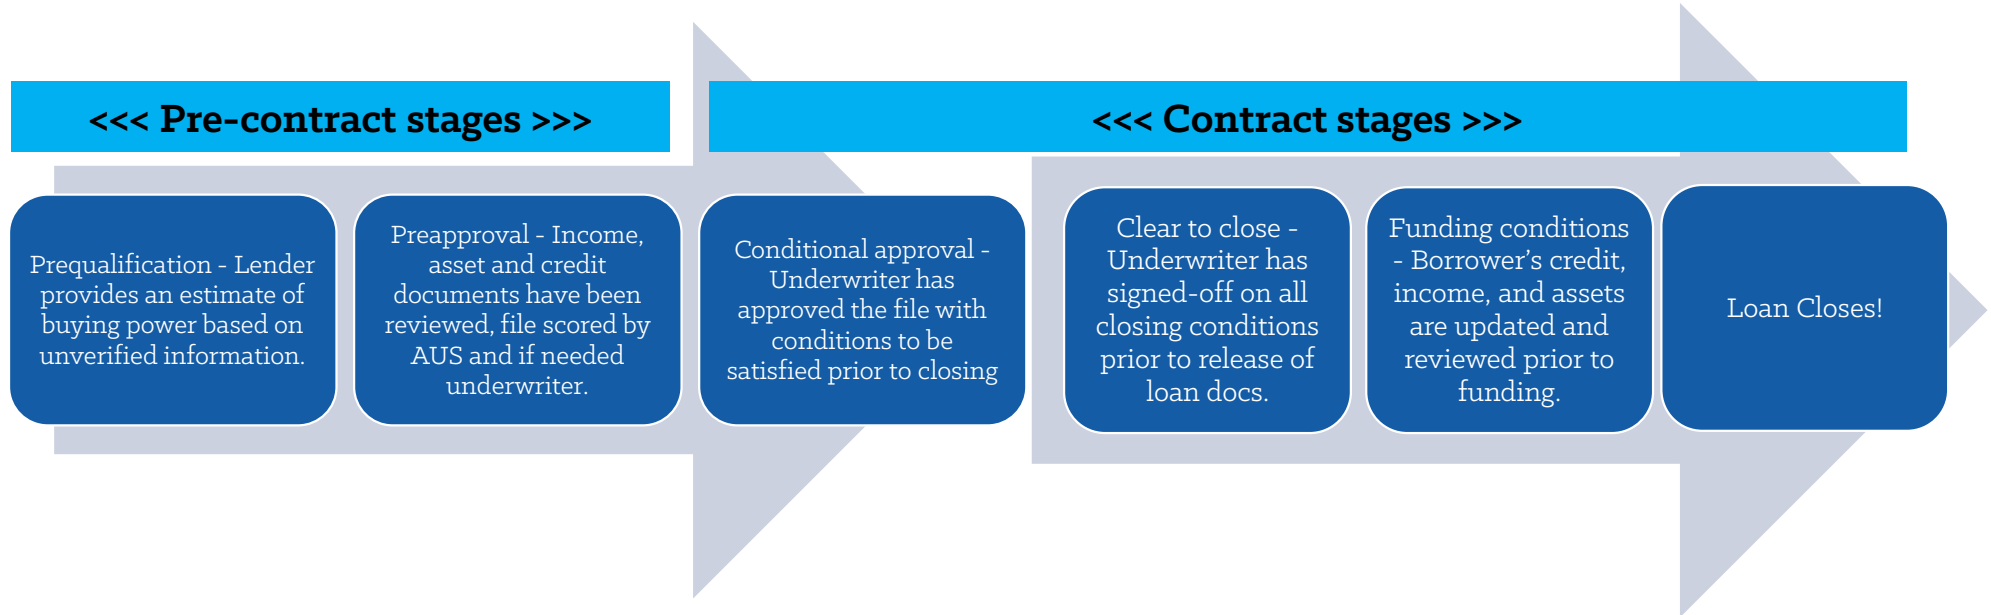 <<< Pre-contract stages >>>
<<< Contract stages >>>
Prequalification - Lender
provides an estimate of
buying power based on
unverified information.
Preapproval - Income,
asset and credit
documents have been
reviewed, file scored by
AUS and if needed
underwriter.
Conditional approval -
Underwriter has
approved the file with
conditions to be
satisfied prior to closing
Clear to close -
Underwriter has
signed-off on all
closing conditions
prior to release of
loan docs.
Funding conditions
- Borrower’s credit,
income, and assets
are updated and
reviewed prior to
funding.
Loan Closes!